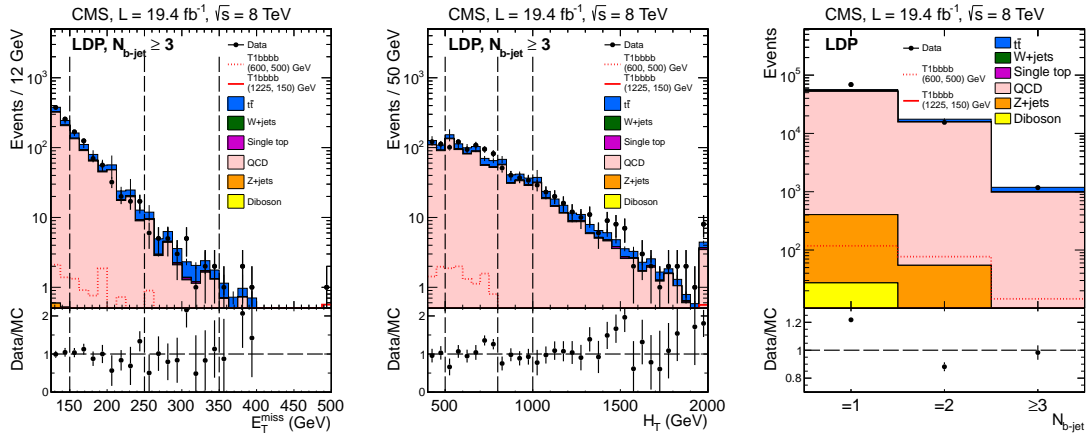 CMS, L = 19.4 fb⁻¹, √s = 8 TeV
LDP, N_b-jet ≥ 3
Events / 12 GeV
10³
10²
10
1
Data
T1bbbb
(600, 500) GeV
T1bbbb
(1225, 150) GeV
tt̄
W+jets
Single top
QCD
Z+jets
Diboson
Data/MC
2
1
0
150 200 250 300 350 400 450 500
E_T^miss
(GeV)
CMS, L = 19.4 fb⁻¹, √s = 8 TeV
LDP, N_b-jet ≥ 3
Events / 50 GeV
10³
10²
10
1
Data
T1bbbb
(600, 500) GeV
T1bbbb
(1225, 150) GeV
tt̄
W+jets
Single top
QCD
Z+jets
Diboson
Data/MC
2
1
0
500 1000 1500 2000
H_T (GeV)
CMS, L = 19.4 fb⁻¹, √s = 8 TeV
LDP
Events
10⁵
10⁴
10³
10²
Data
T1bbbb
(600, 500) GeV
T1bbbb
(1225, 150) GeV
tt̄
W+jets
Single top
QCD
Z+jets
Diboson
Data/MC
1.2
1
0.8
=1 =2 ≥3
N_b-jet